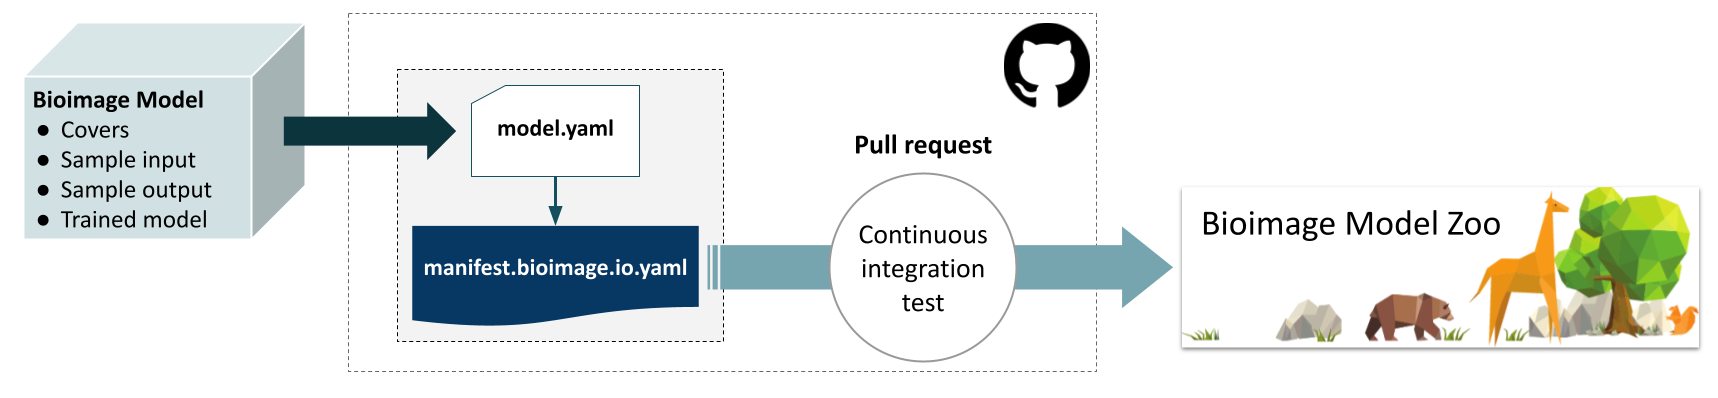 Bioimage Model
● Covers
● Sample input
● Sample output
● Trained model
model.yaml
manifest.bioimage.io.yaml
Pull request
Continuous
integration
test
Bioimage Model Zoo